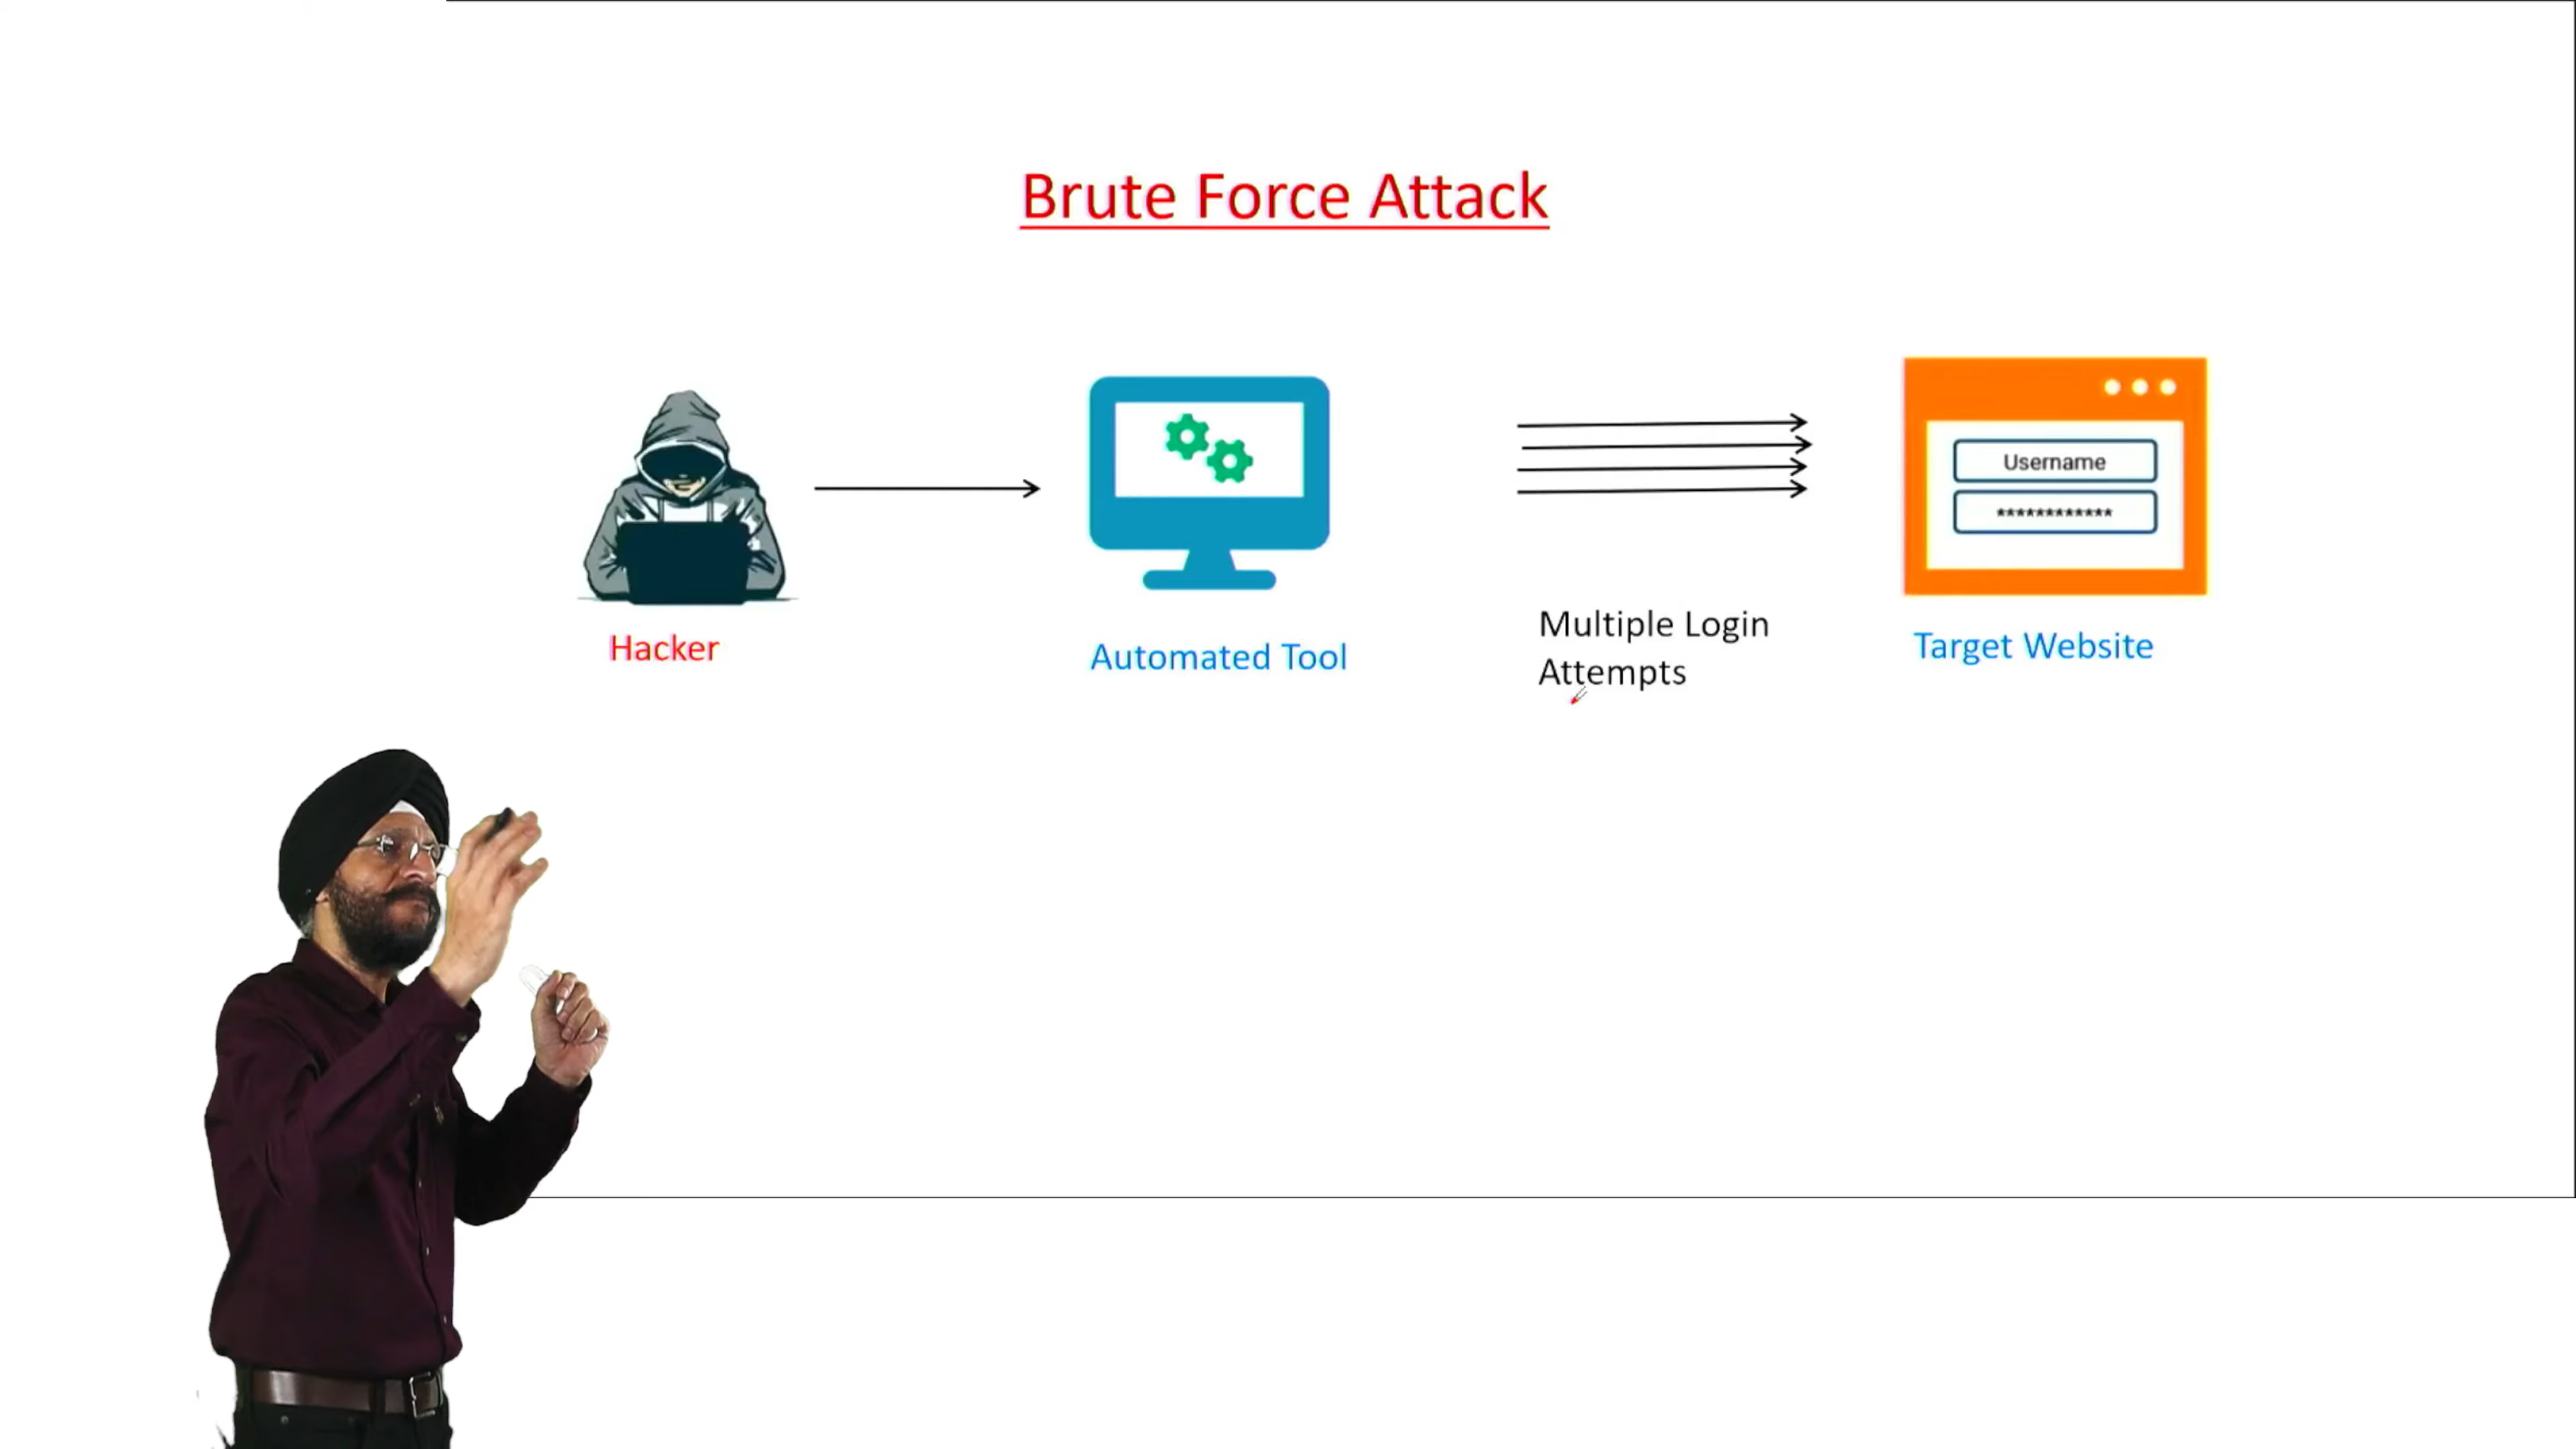 Brute Force Attack
Username
************
Hacker
Automated Tool
Multiple Login
Attempts
Target Website